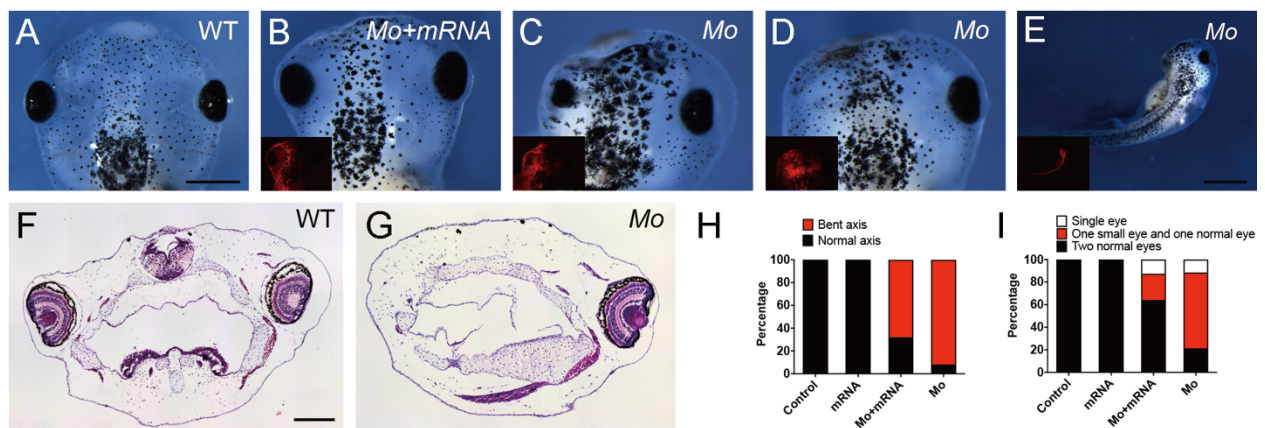 A WT
B Mo+mRNA
C Mo
D Mo
E Mo
F WT
G Mo
H
Bent axis
Normal axis
Percentage
100
80
60
40
20
0
Control
mRNA
Mo+mRNA
Mo
I
Single eye
One small eye and one normal eye
Two normal eyes
Percentage
100
80
60
40
20
0
Control
mRNA
Mo+mRNA
Mo